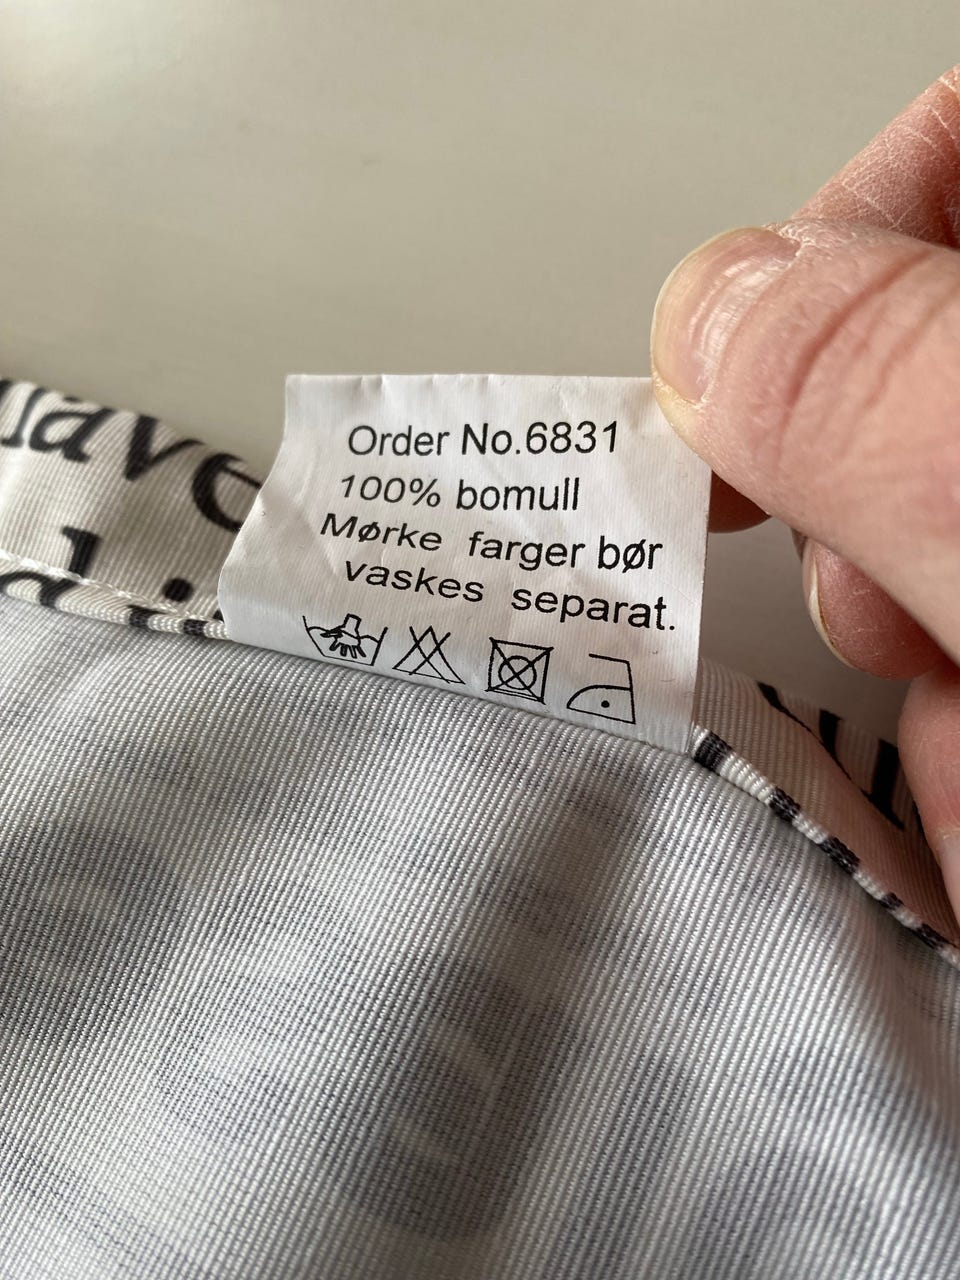 Order No.6831
100% bomull
Mørke farger bør
vaskes separat.